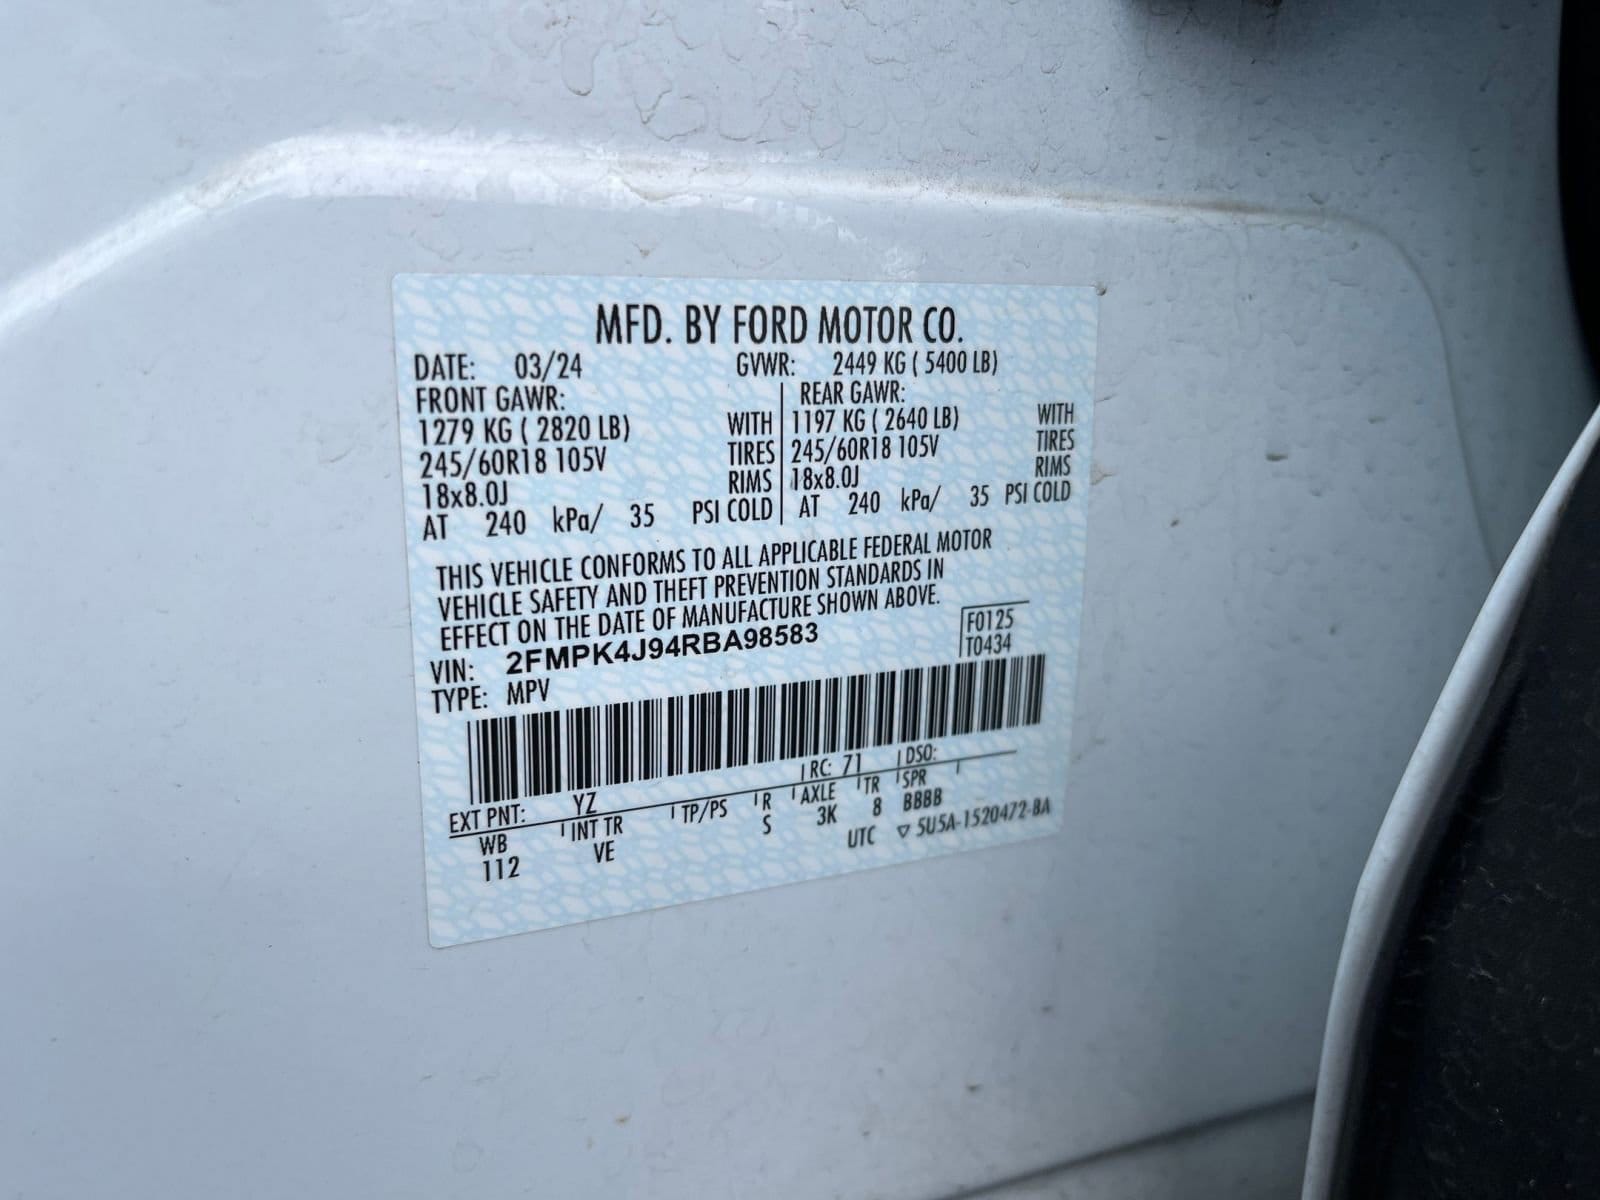 MFD. BY FORD MOTOR CO.
DATE: 03/24 GVWR: 2449 KG ( 5400 LB)
FRONT GAWR: REAR GAWR:
1279 KG ( 2820 LB) WITH 1197 KG ( 2640 LB) WITH
245/60R18 105V TIRES 245/60R18 105V TIRES
18x8.0J RIMS 18x8.0J RIMS
AT 240 kPa/ 35 PSI COLD AT 240 kPa/ 35 PSI COLD
THIS VEHICLE CONFORMS TO ALL APPLICABLE FEDERAL MOTOR
VEHICLE SAFETY AND THEFT PREVENTION STANDARDS IN
EFFECT ON THE DATE OF MANUFACTURE SHOWN ABOVE.
VIN: 2FMPK4J94RBA98583 F0125
TYPE: MPV T0434
EXT PNT: YZ RC: 71 DSO:
WB INT TR TP/PS R AXLE TR SPR
112 VE S 3K 8 BBBB
UTC ▽ 5U5A-1520472-BA